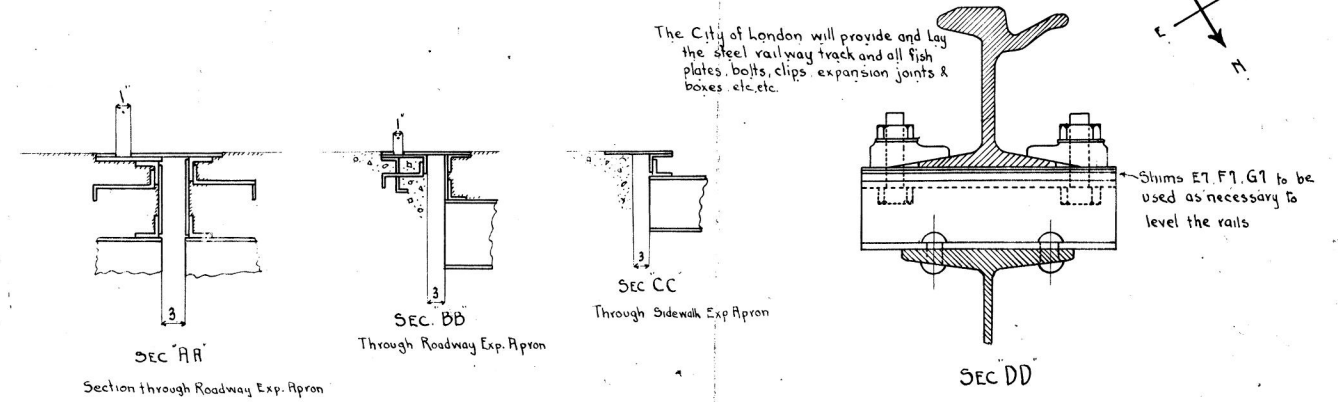 The City of London will provide and Lay
the steel railway track and all fish
plates, bolts, clips. expansion joints &
boxes. etc, etc.
E
N
1"
1"
Shims E7, F7, G7 to be
used as necessary to
level the rails
3
3
3
SEC "AA"
Section through Roadway Exp. Apron
SEC. "BB"
Through Roadway Exp. Apron
SEC "CC"
Through Sidewalk Exp Apron
SEC "DD"